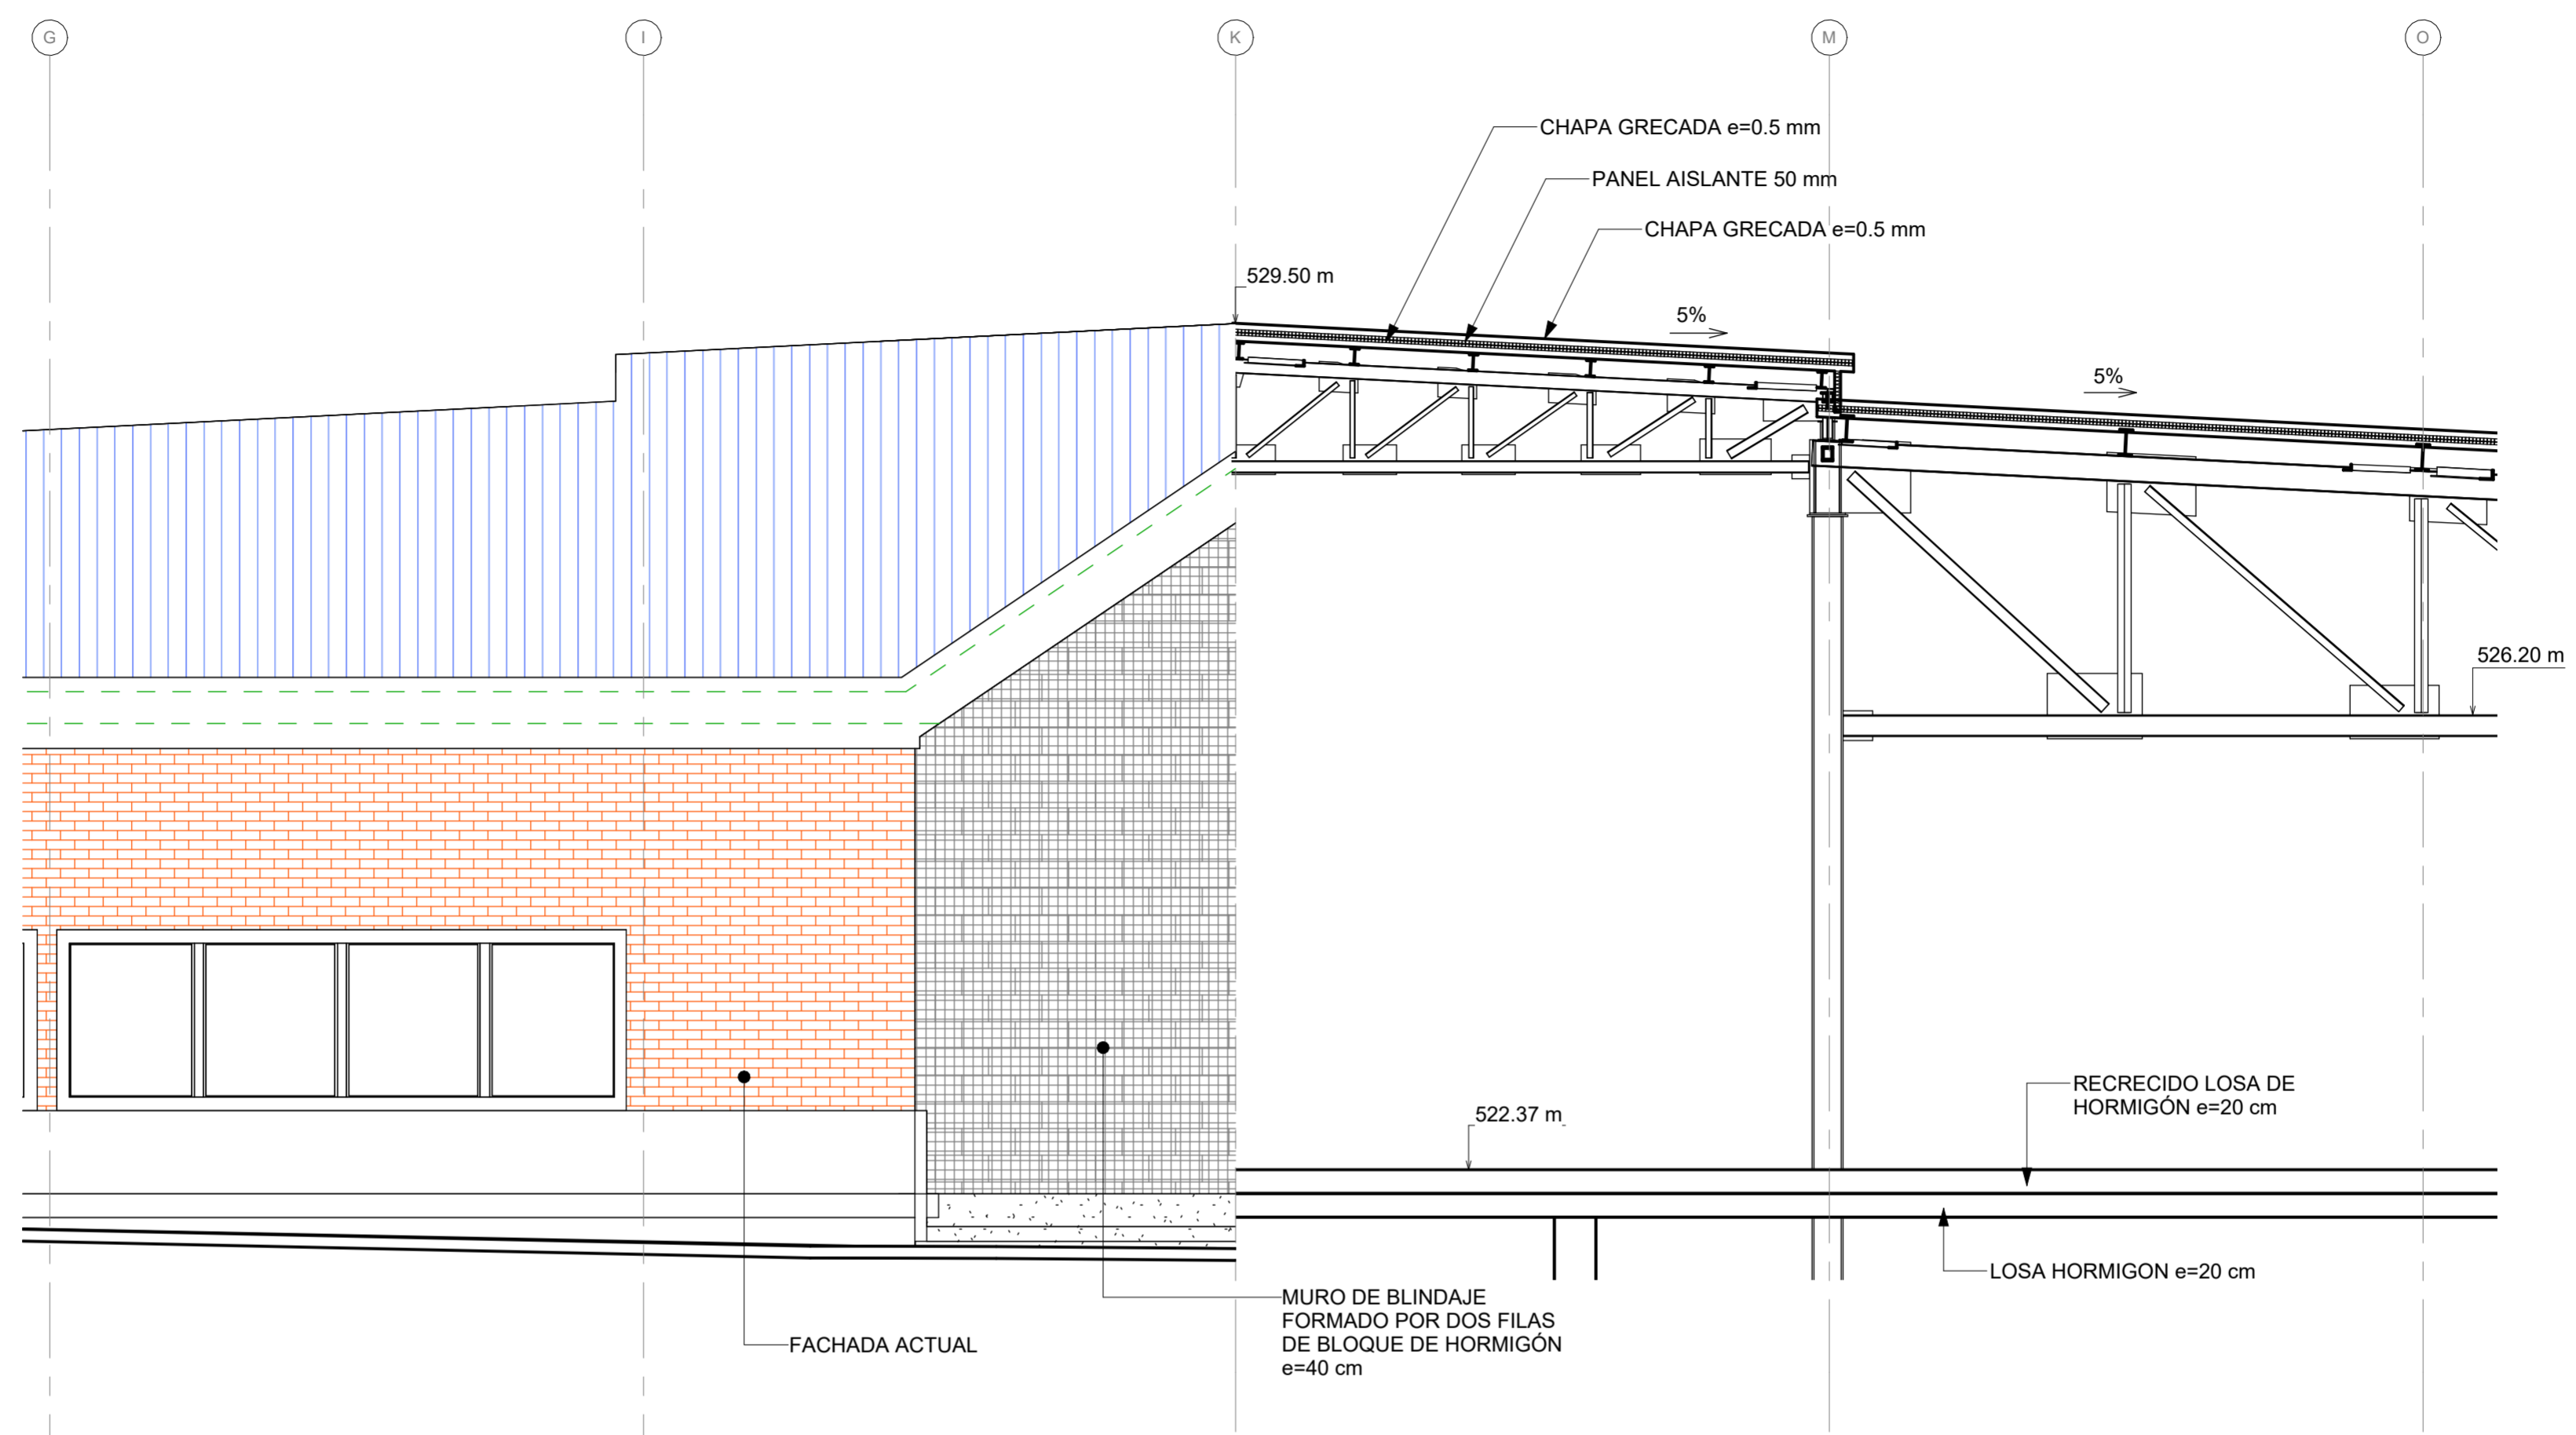 G
I
K
M
O
CHAPA GRECADA e=0.5 mm
PANEL AISLANTE 50 mm
CHAPA GRECADA e=0.5 mm
529.50 m
5%
5%
526.20 m
RECRECIDO LOSA DE
HORMIGÓN e=20 cm
522.37 m
LOSA HORMIGON e=20 cm
MURO DE BLINDAJE
FORMADO POR DOS FILAS
DE BLOQUE DE HORMIGÓN
e=40 cm
FACHADA ACTUAL